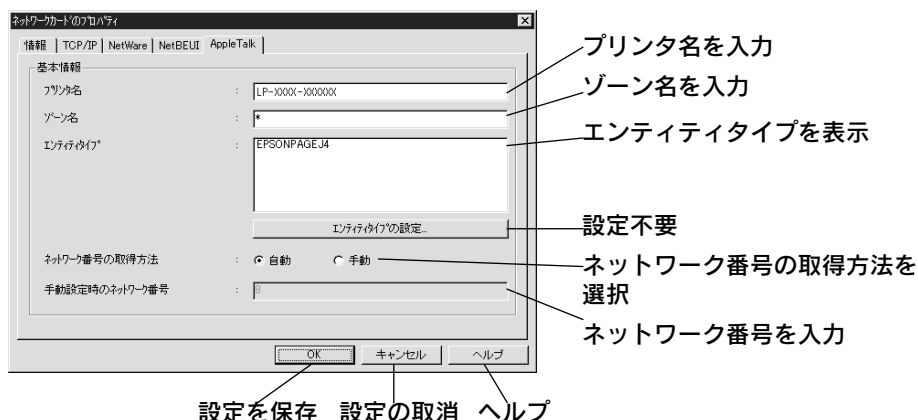 ﾈｯﾄﾜｰｸｶｰﾄﾞのﾌﾟﾛﾊﾟﾃｨ
情報 TCP/IP NetWare NetBEUI AppleTalk
基本情報
ﾌﾟﾘﾝﾀ名 : LP-XXXX-XXXXXX
プリンタ名を入力
ｿﾞｰﾝ名 : *
ゾーン名を入力
ｴﾝﾃｨﾃｨﾀｲﾌﾟ : EPSONPAGEJ4
エンティティタイプを表示
ｴﾝﾃｨﾃｨﾀｲﾌﾟの設定...
設定不要
ﾈｯﾄﾜｰｸ番号の取得方法 : 自動 手動
ネットワーク番号の取得方法を
選択
手動設定時のﾈｯﾄﾜｰｸ番号 : 8
ネットワーク番号を入力
OK キャンセル ヘルプ
設定を保存 設定の取消 ヘルプ